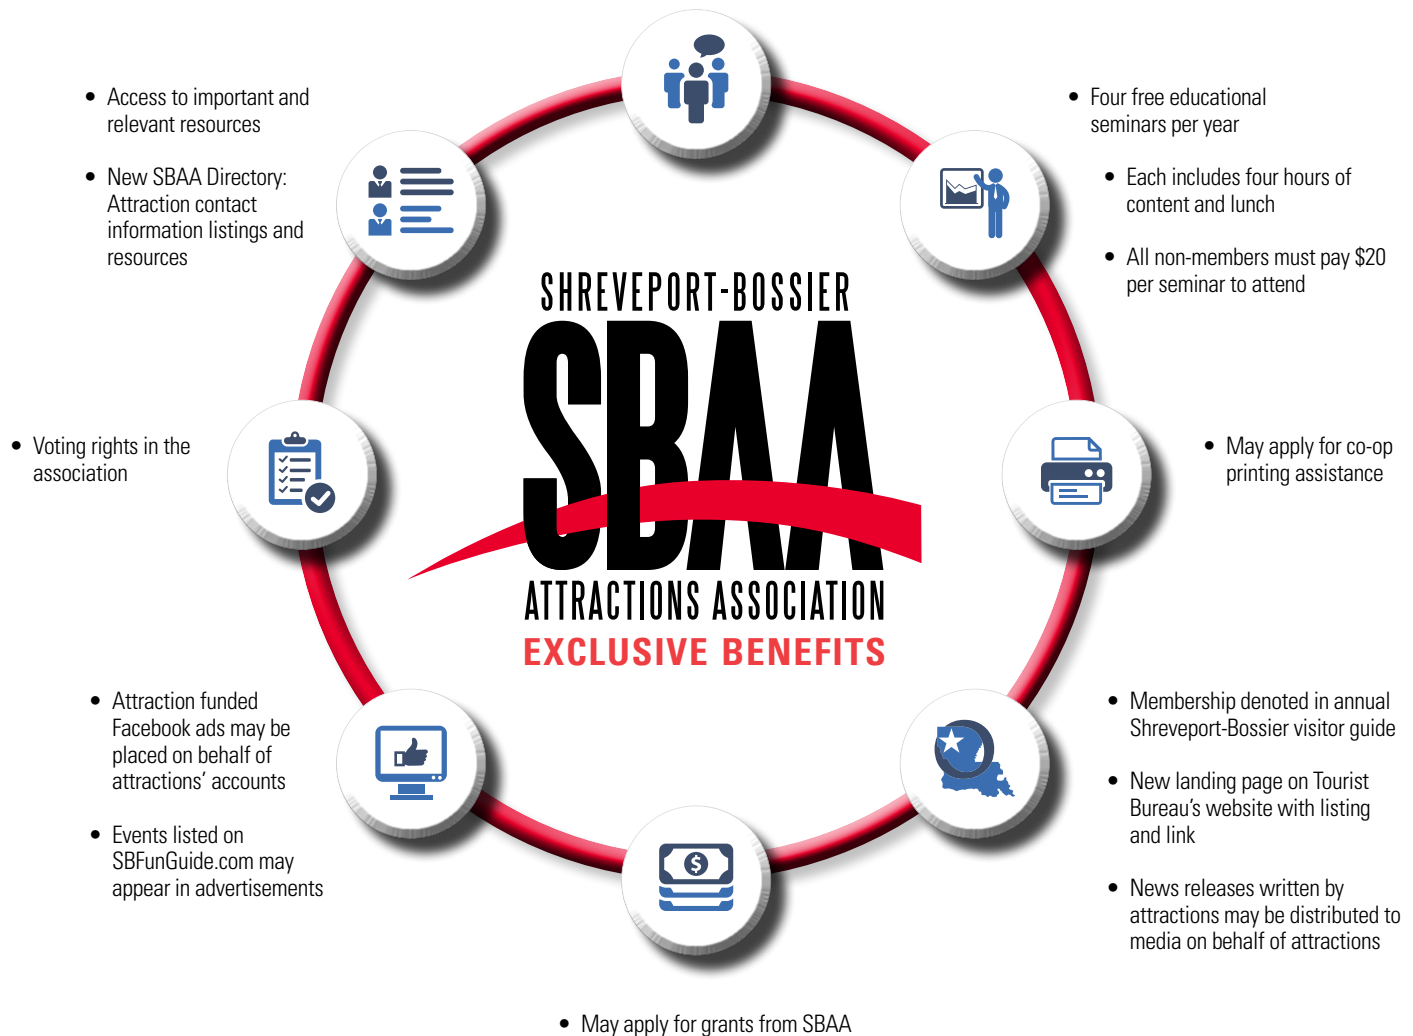 • Access to important and
relevant resources
• New SBAA Directory:
Attraction contact
information listings and
resources
• Four free educational
seminars per year
• Each includes four hours of
content and lunch
• All non-members must pay $20
per seminar to attend
SHREVEPORT-BOSSIER
SBAA
ATTRACTIONS ASSOCIATION
EXCLUSIVE BENEFITS
• Voting rights in the
association
• May apply for co-op
printing assistance
• Attraction funded
Facebook ads may be
placed on behalf of
attractions’ accounts
• Events listed on
SBFunGuide.com may
appear in advertisements
$
• Membership denoted in annual
Shreveport-Bossier visitor guide
• New landing page on Tourist
Bureau’s website with listing
and link
• News releases written by
attractions may be distributed to
media on behalf of attractions
• May apply for grants from SBAA